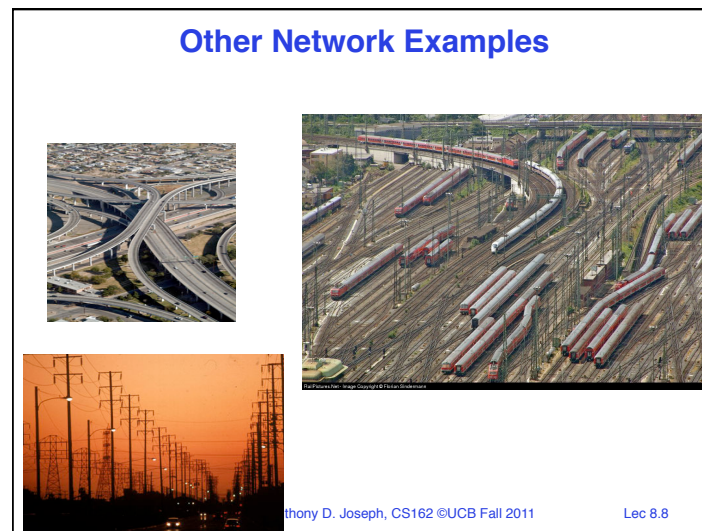 Other Network Examples
RailPictures.Net - Image Copyright © Florian Sindermann
thony D. Joseph, CS162 ©UCB Fall 2011
Lec 8.8